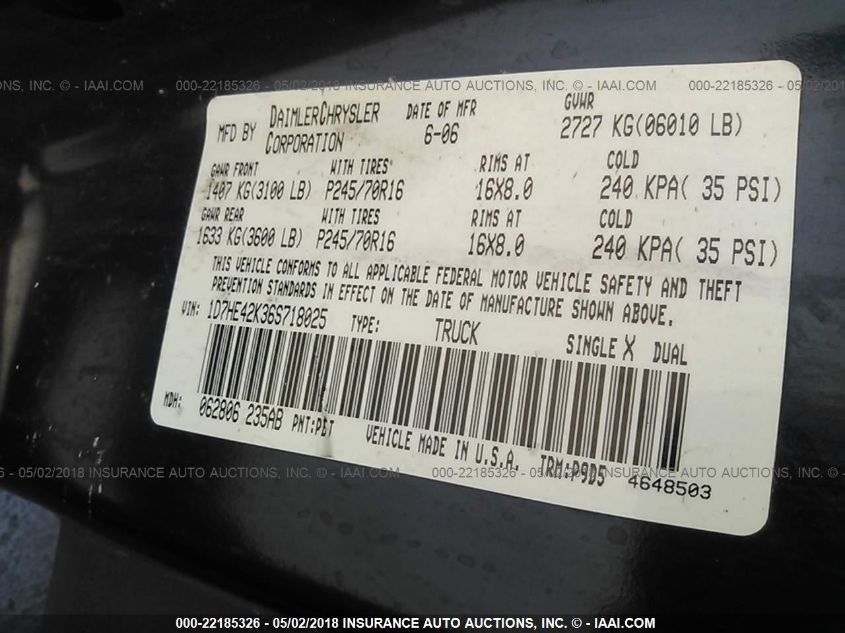 000-22185326 - 05/02/2018 INSURANCE AUTO AUCTIONS, INC. © - IAAI.COM
MFD BY DAIMLERCHRYSLER CORPORATION
DATE OF MFR 6-06
GVWR 2727 KG(06010 LB)
GAWR FRONT WITH TIRES RIMS AT COLD
1407 KG(3100 LB) P245/70R16 16X8.0 240 KPA( 35 PSI)
GAWR REAR WITH TIRES RIMS AT COLD
1633 KG(3600 LB) P245/70R16 16X8.0 240 KPA( 35 PSI)
THIS VEHICLE CONFORMS TO ALL APPLICABLE FEDERAL MOTOR VEHICLE SAFETY AND THEFT
PREVENTION STANDARDS IN EFFECT ON THE DATE OF MANUFACTURE SHOWN ABOVE.
VIN: 1D7HE42K36S718025 TYPE: TRUCK SINGLE X DUAL
MDH: 062806 235AB PNT:PBT VEHICLE MADE IN U.S.A. TRM:P9D5 4648503
05/02/2018 INSURANCE AUTO AUCTIONS, INC. © - IAAI.COM
000-22185326 - 05/02/2018 INSURANCE AUTO AUCTIONS, INC. © - IAAI.COM